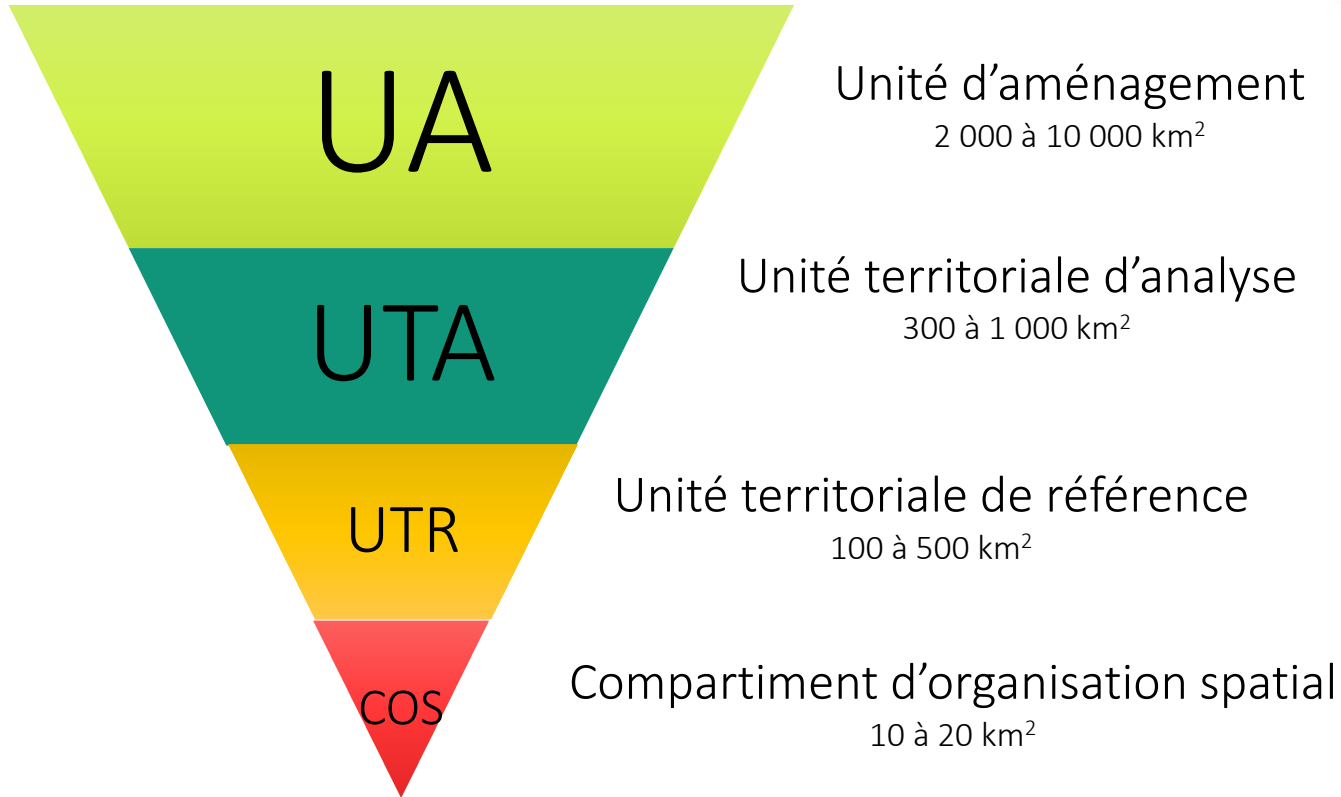 UA
Unité d’aménagement
2 000 à 10 000 km²
UTA
Unité territoriale d’analyse
300 à 1 000 km²
UTR
Unité territoriale de référence
100 à 500 km²
COS
Compartiment d’organisation spatial
10 à 20 km²